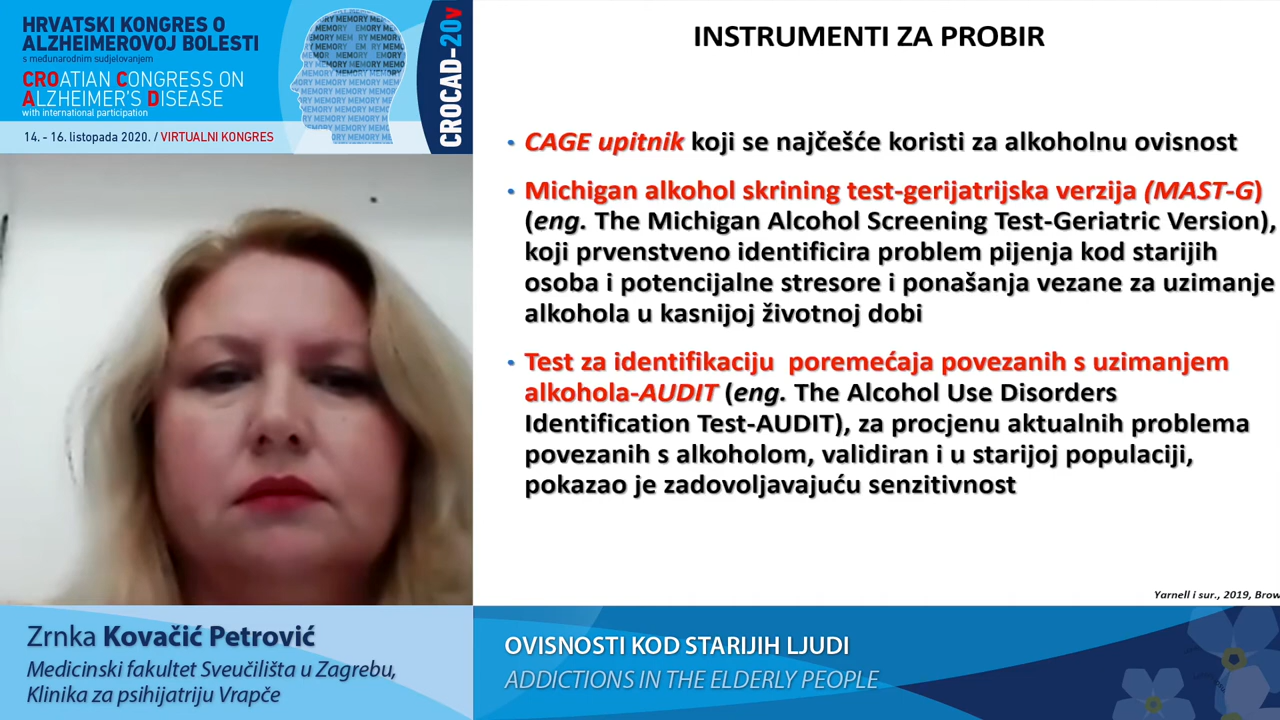 HRVATSKI KONGRES O
ALZHEIMEROVOJ BOLESTI
s međunarodnim sudjelovanjem
CROATIAN CONGRESS ON
ALZHEIMER'S DISEASE
with international participation
14. - 16. listopada 2020. / VIRTUALNI KONGRES
CROCAD-20v
INSTRUMENTI ZA PROBIR
• CAGE upitnik koji se najčešće koristi za alkoholnu ovisnost
• Michigan alkohol skrining test-gerijatrijska verzija (MAST-G)
(eng. The Michigan Alcohol Screening Test-Geriatric Version),
koji prvenstveno identificira problem pijenja kod starijih
osoba i potencijalne stresore i ponašanja vezane za uzimanje
alkohola u kasnijoj životnoj dobi
• Test za identifikaciju poremećaja povezanih s uzimanjem
alkohola-AUDIT (eng. The Alcohol Use Disorders
Identification Test-AUDIT), za procjenu aktualnih problema
povezanih s alkoholom, validiran i u starijoj populaciji,
pokazao je zadovoljavajuću senzitivnost
Yarnell i sur., 2019, Brow
Zrnka Kovačić Petrović
Medicinski fakultet Sveučilišta u Zagrebu,
Klinika za psihijatriju Vrapče
OVISNOSTI KOD STARIJIH LJUDI
ADDICTIONS IN THE ELDERLY PEOPLE